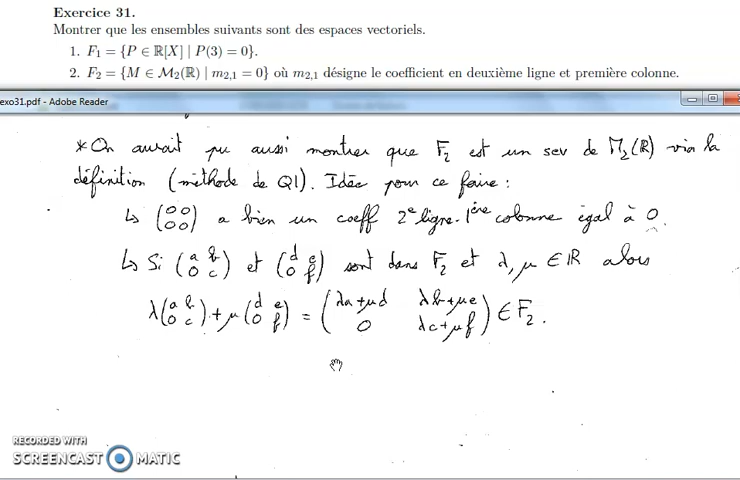 Exercice 31.
Montrer que les ensembles suivants sont des espaces vectoriels.
1. F₁ = {P ∈ ℝ[X] | P(3) = 0}.
2. F₂ = {M ∈ ℳ₂(ℝ) | m₂,₁ = 0} où m₂,₁ désigne le coefficient en deuxième ligne et première colonne.
exo31.pdf - Adobe Reader
* On aurait pu aussi montrer que F₂ est un sev de M₂(ℝ) via la
définition (méthode de Q1). Idée pour ce faire :
↳ (0 0 / 0 0) a bien un coeff 2ᵉ ligne-1ère colonne égal à 0.
↳ Si (a b / 0 c) et (d e / 0 f) sont dans F₂ et λ, μ ∈ ℝ alors
λ(a b / 0 c) + μ(d e / 0 f) = (λa+μd λb+μe / 0 λc+μf) ∈ F₂.
RECORDED WITH
SCREENCAST MATIC